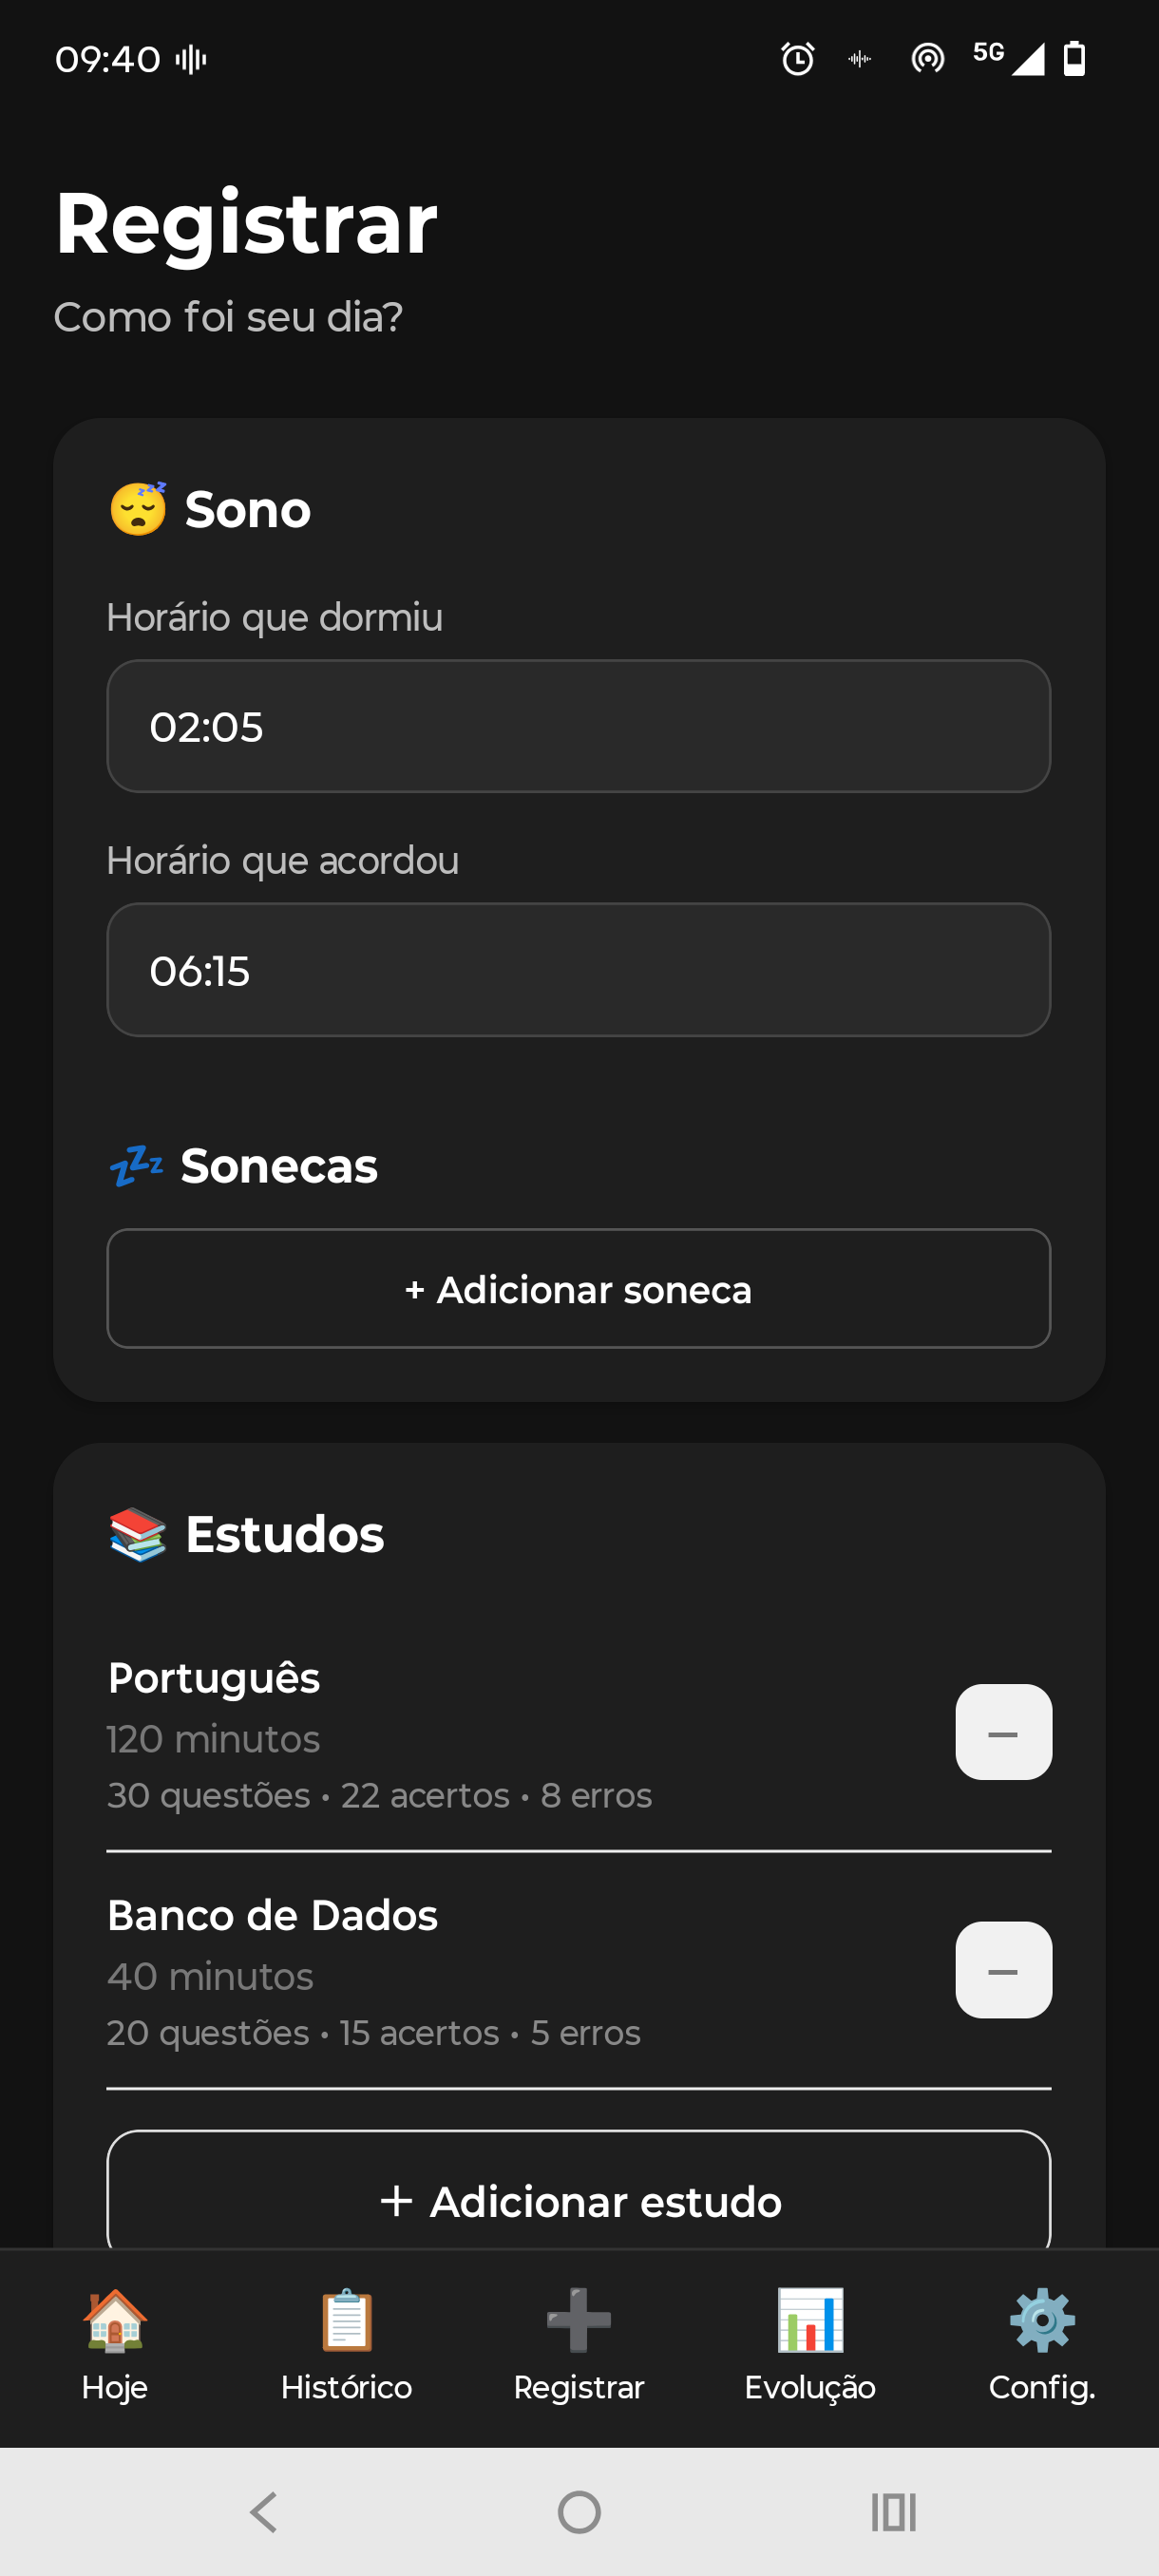 09:40
5G
Registrar
Como foi seu dia?
😴 Sono
Horário que dormiu
02:05
Horário que acordou
06:15
💤 Sonecas
+ Adicionar soneca
📚 Estudos
Português
120 minutos
30 questões • 22 acertos • 8 erros
Banco de Dados
40 minutos
20 questões • 15 acertos • 5 erros
+ Adicionar estudo
Hoje
Histórico
Registrar
Evolução
Config.